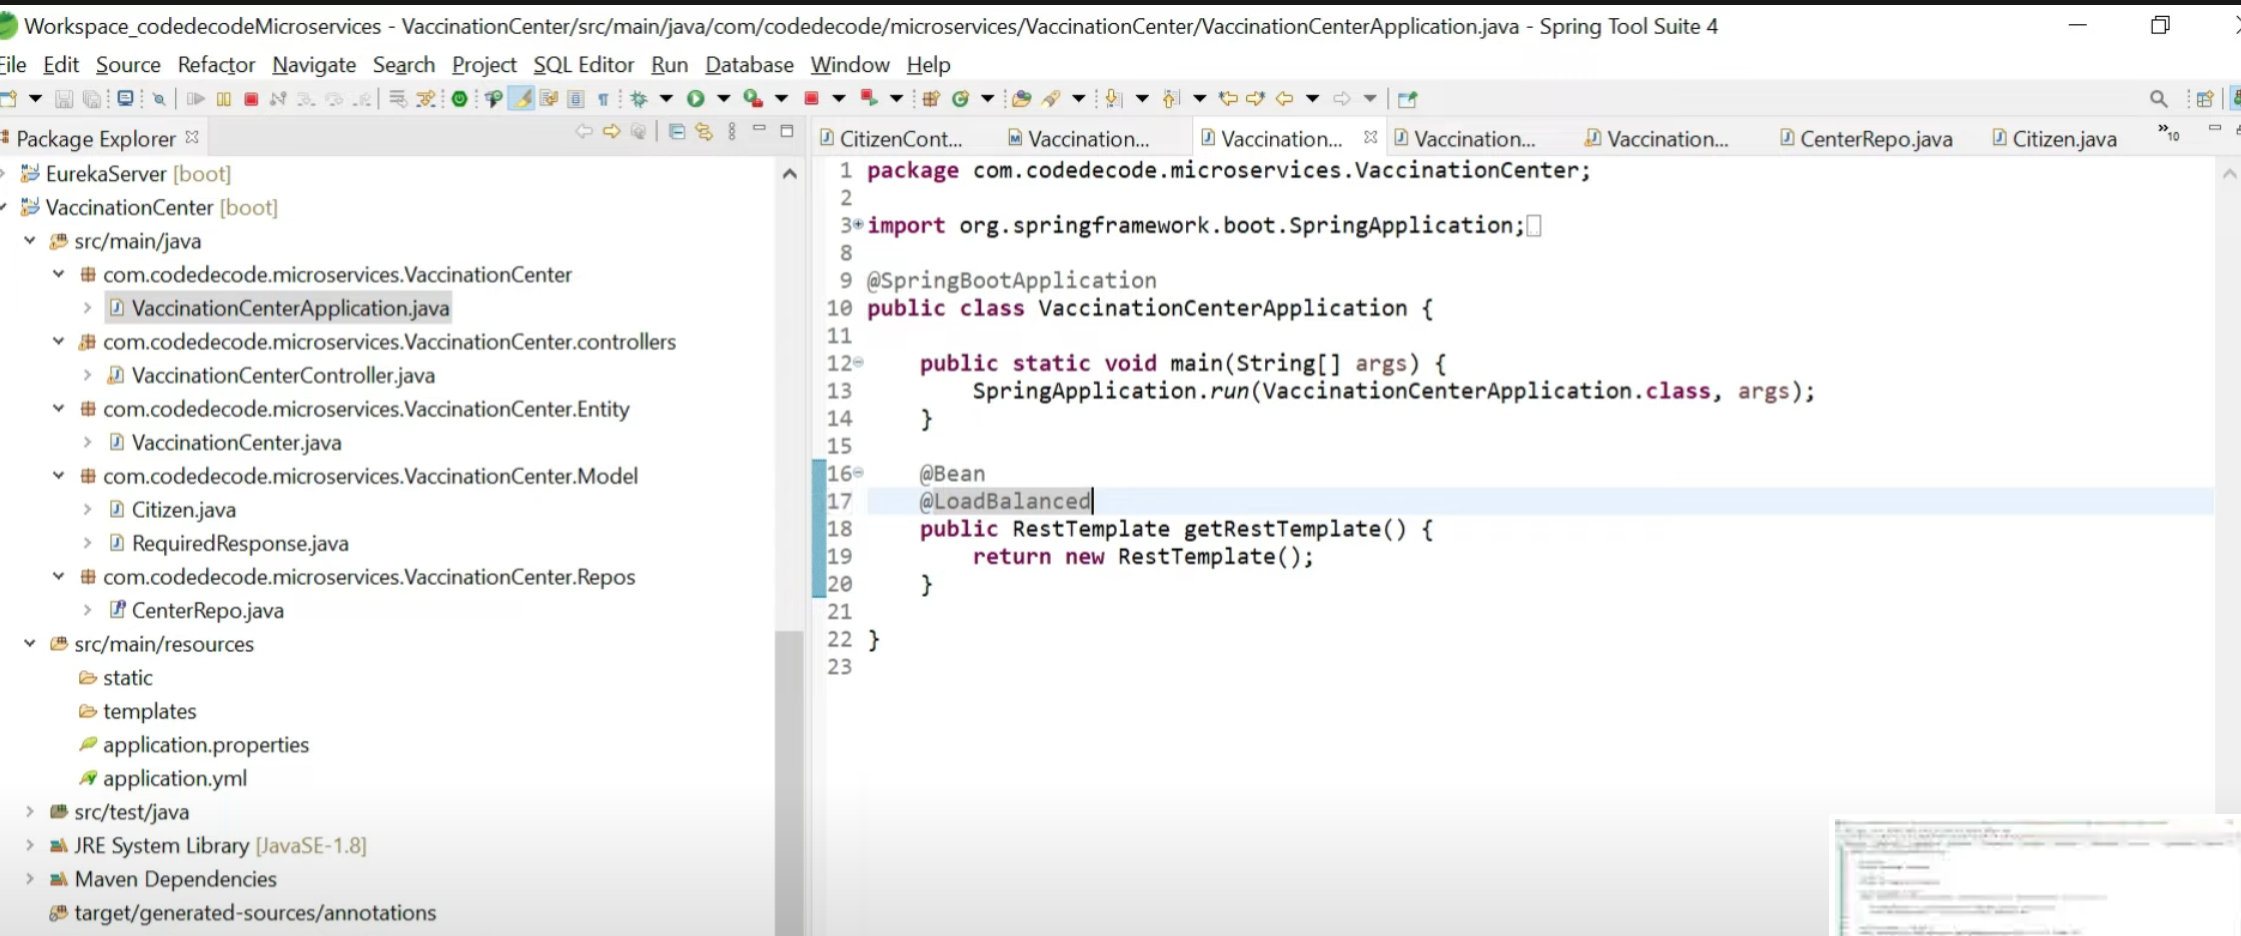 Workspace_codedecodeMicroservices - VaccinationCenter/src/main/java/com/codedecode/microservices/VaccinationCenter/VaccinationCenterApplication.java - Spring Tool Suite 4
File Edit Source Refactor Navigate Search Project SQL Editor Run Database Window Help
Package Explorer
EurekaServer [boot]
VaccinationCenter [boot]
src/main/java
com.codedecode.microservices.VaccinationCenter
VaccinationCenterApplication.java
com.codedecode.microservices.VaccinationCenter.controllers
VaccinationCenterController.java
com.codedecode.microservices.VaccinationCenter.Entity
VaccinationCenter.java
com.codedecode.microservices.VaccinationCenter.Model
Citizen.java
RequiredResponse.java
com.codedecode.microservices.VaccinationCenter.Repos
CenterRepo.java
src/main/resources
static
templates
application.properties
application.yml
src/test/java
JRE System Library [JavaSE-1.8]
Maven Dependencies
target/generated-sources/annotations
CitizenCont... Vaccination... Vaccination... Vaccination... Vaccination... CenterRepo.java Citizen.java »10
1 package com.codedecode.microservices.VaccinationCenter;
2
3 import org.springframework.boot.SpringApplication;
8
9 @SpringBootApplication
10 public class VaccinationCenterApplication {
11
12 public static void main(String[] args) {
13 SpringApplication.run(VaccinationCenterApplication.class, args);
14 }
15
16 @Bean
17 @LoadBalanced
18 public RestTemplate getRestTemplate() {
19 return new RestTemplate();
20 }
21
22 }
23